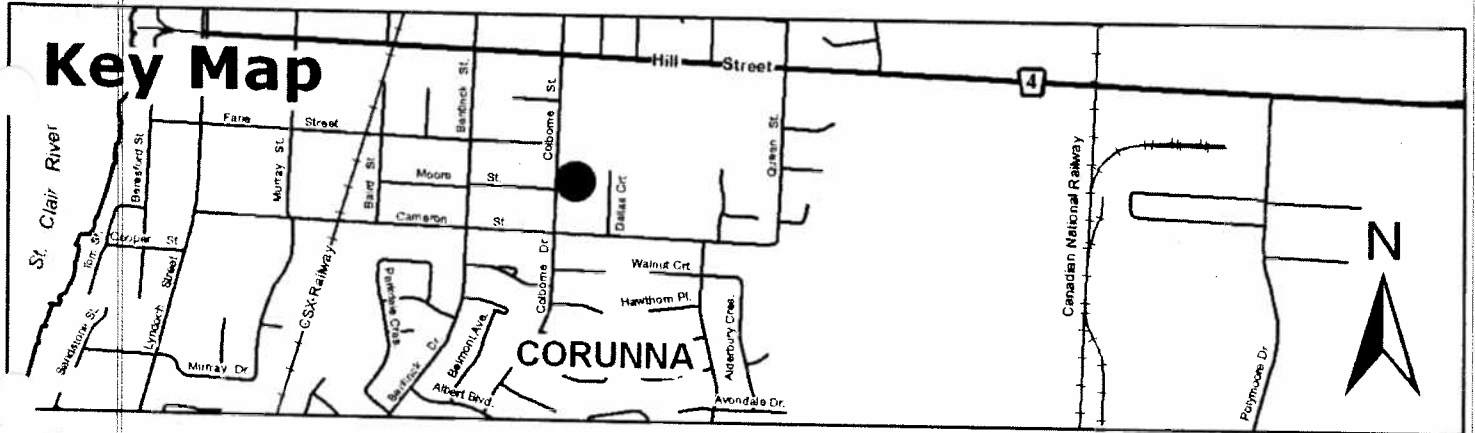 Key Map
Hill Street
4
St. Clair River
Beresford St.
Fane Street
Murray St.
Baird St.
Bentinck St.
Colborne St.
Moore St.
Queen St.
Dallas Crt
Cameron St
Cooper St
Tom St.
Lyndoch Street
Sandstone St.
Murray Dr
CSX-Railway
Parkdale Cres.
Bentinck Dr
Belmont Ave.
Albert Blvd.
Colborne Dr
Walnut Crt.
Hawthorn Pl.
CORUNNA
Alderbury Cres.
Avondale Dr.
Canadian National Railway
Polymoore Dr
N